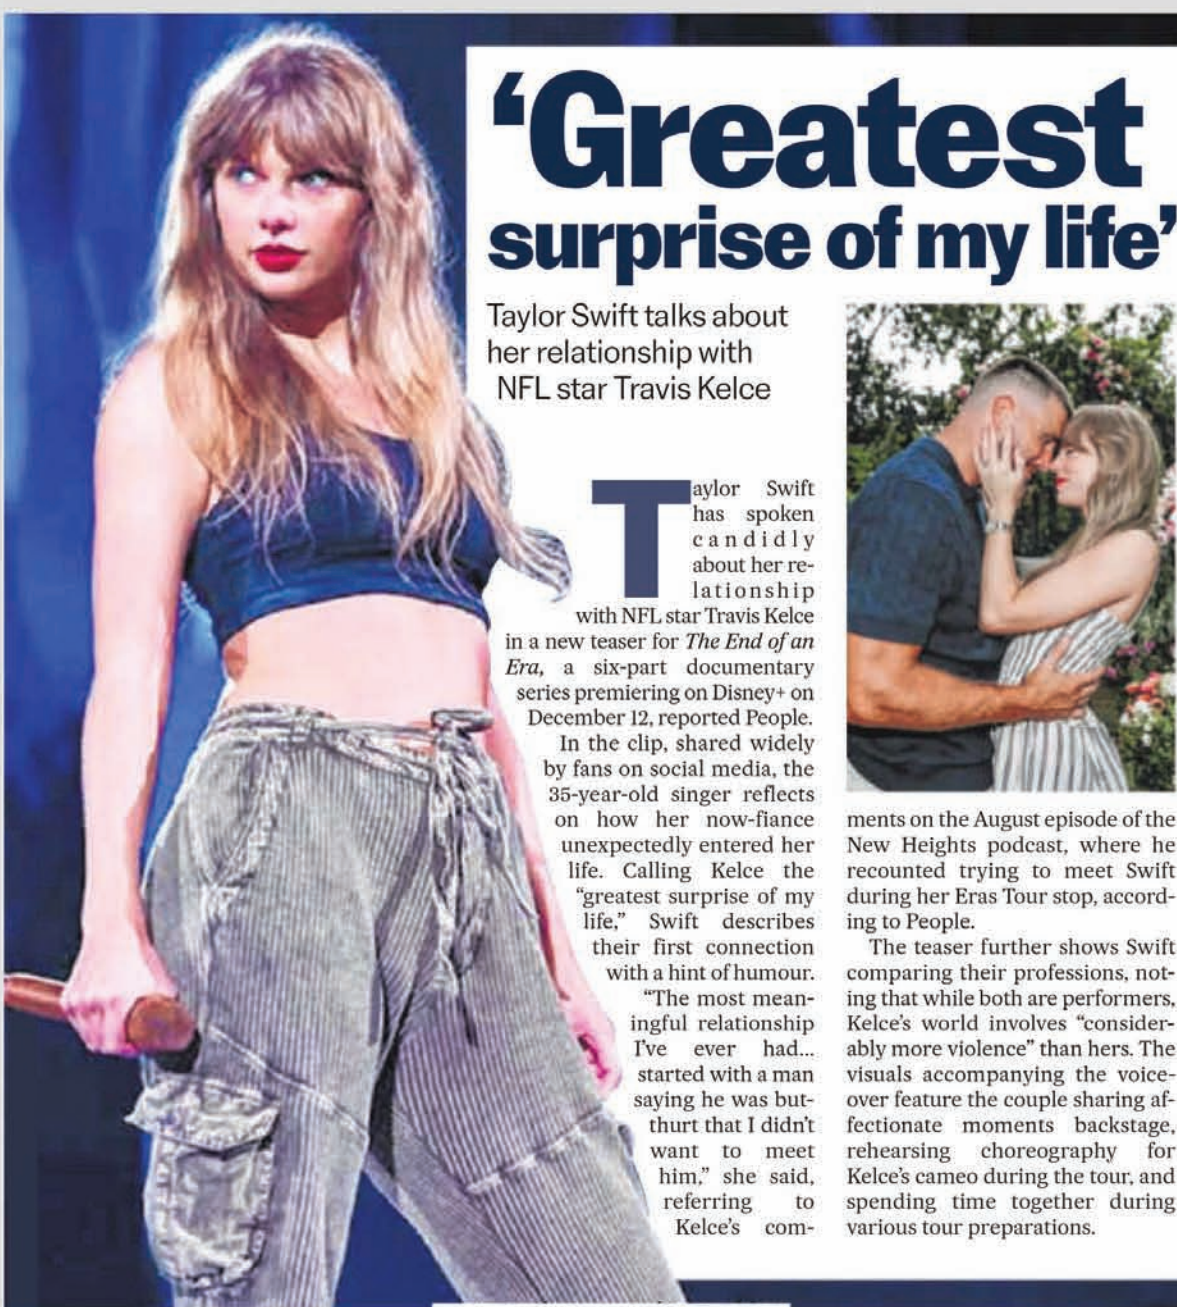 ‘Greatest
surprise of my life’
Taylor Swift talks about
her relationship with
NFL star Travis Kelce
Taylor Swift
has spoken
candidly
about her re-
lationship
with NFL star Travis Kelce
in a new teaser for The End of an
Era, a six-part documentary
series premiering on Disney+ on
December 12, reported People.
In the clip, shared widely
by fans on social media, the
35-year-old singer reflects
on how her now-fiance
unexpectedly entered her
life. Calling Kelce the
“greatest surprise of my
life,” Swift describes
their first connection
with a hint of humour.
“The most mean-
ingful relationship
I’ve ever had...
started with a man
saying he was but-
thurt that I didn’t
want to meet
him,” she said,
referring to
Kelce’s com-
ments on the August episode of the
New Heights podcast, where he
recounted trying to meet Swift
during her Eras Tour stop, accord-
ing to People.
The teaser further shows Swift
comparing their professions, not-
ing that while both are performers,
Kelce’s world involves “consider-
ably more violence” than hers. The
visuals accompanying the voice-
over feature the couple sharing af-
fectionate moments backstage,
rehearsing choreography for
Kelce’s cameo during the tour, and
spending time together during
various tour preparations.